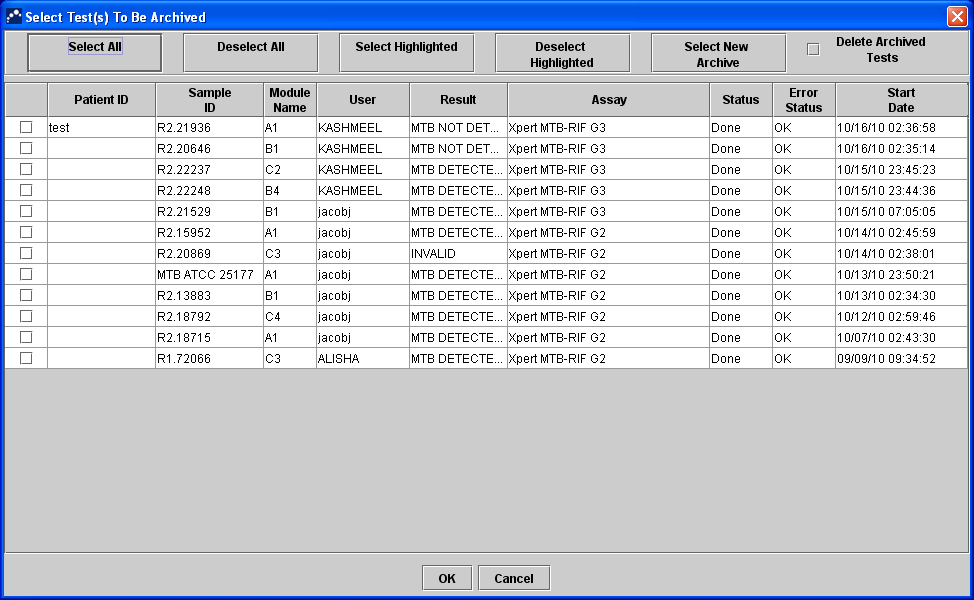 Select Test(s) To Be Archived
Select All Deselect All Select Highlighted Deselect Highlighted Select New Archive Delete Archived Tests
Patient ID Sample ID Module Name User Result Assay Status Error Status Start Date
test R2.21936 A1 KASHMEEL MTB NOT DET... Xpert MTB-RIF G3 Done OK 10/16/10 02:36:58
R2.20646 B1 KASHMEEL MTB NOT DET... Xpert MTB-RIF G3 Done OK 10/16/10 02:35:14
R2.22237 C2 KASHMEEL MTB DETECTE... Xpert MTB-RIF G3 Done OK 10/15/10 23:45:23
R2.22248 B4 KASHMEEL MTB DETECTE... Xpert MTB-RIF G3 Done OK 10/15/10 23:44:36
R2.21529 B1 jacobj MTB DETECTE... Xpert MTB-RIF G3 Done OK 10/15/10 07:05:05
R2.15952 A1 jacobj MTB DETECTE... Xpert MTB-RIF G2 Done OK 10/14/10 02:45:59
R2.20869 C3 jacobj INVALID Xpert MTB-RIF G2 Done OK 10/14/10 02:38:01
MTB ATCC 25177 A1 jacobj MTB DETECTE... Xpert MTB-RIF G2 Done OK 10/13/10 23:50:21
R2.13883 B1 jacobj MTB DETECTE... Xpert MTB-RIF G2 Done OK 10/13/10 02:34:30
R2.18792 C4 jacobj MTB DETECTE... Xpert MTB-RIF G2 Done OK 10/12/10 02:59:46
R2.18715 A1 jacobj MTB DETECTE... Xpert MTB-RIF G2 Done OK 10/07/10 02:43:30
R1.72066 C3 ALISHA MTB DETECTE... Xpert MTB-RIF G2 Done OK 09/09/10 09:34:52
OK Cancel